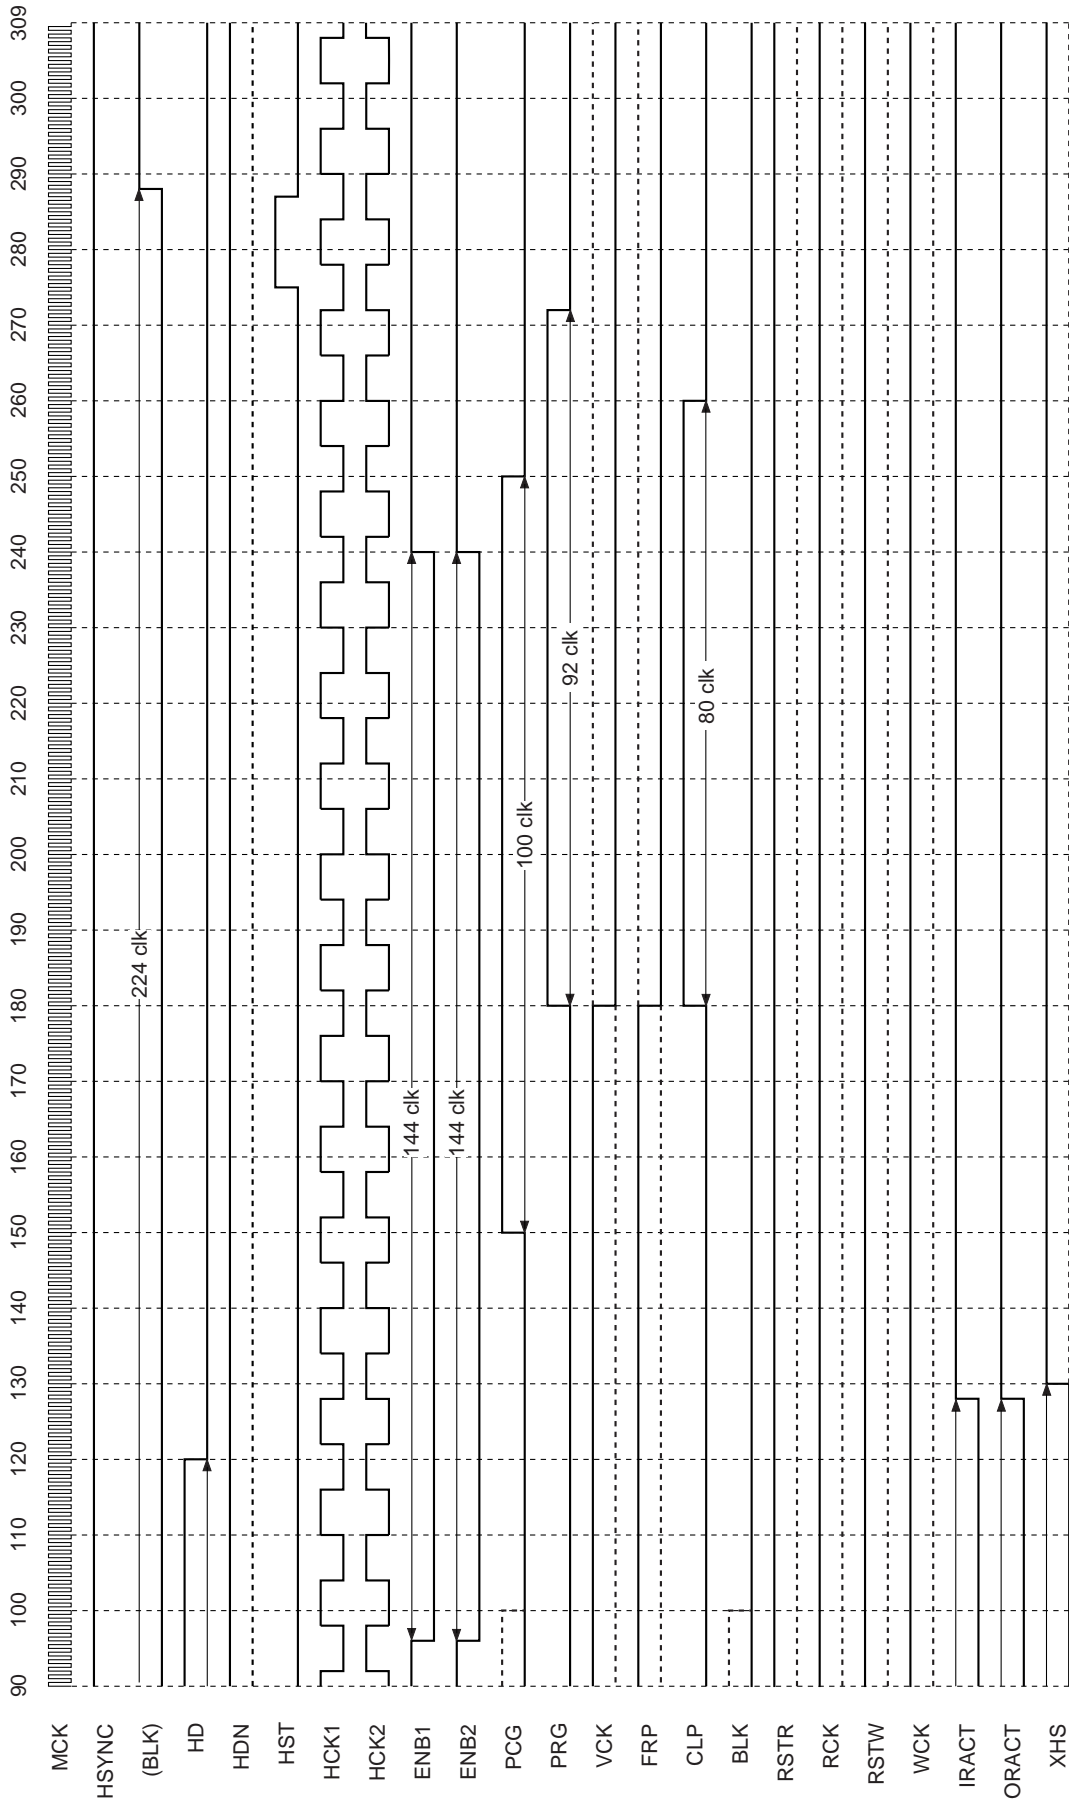 MCK
HSYNC
(BLK)
HD
HDN
HST
HCK1
HCK2
ENB1
ENB2
PCG
PRG
VCK
FRP
CLP
BLK
RSTR
RCK
RSTW
WCK
IRACT
ORACT
XHS
90
100
110
120
130
140
150
160
170
180
190
200
210
220
230
240
250
260
270
280
290
300
309
224 clk
144 clk
144 clk
100 clk
92 clk
80 clk